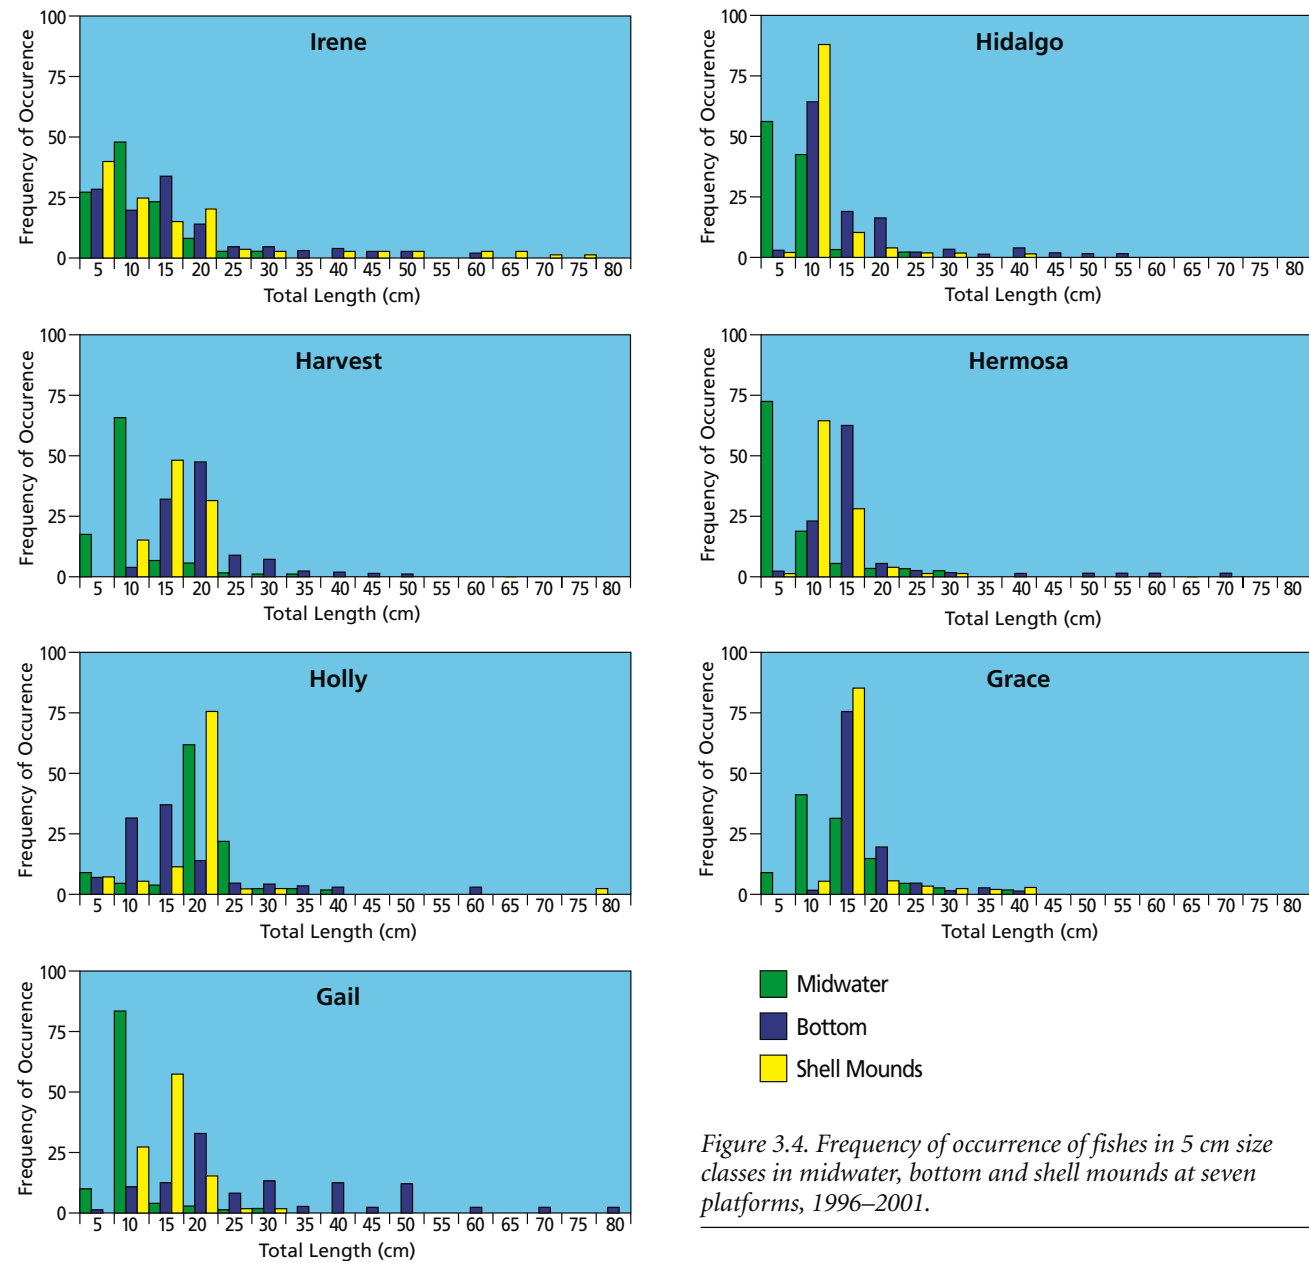 Irene
Frequency of Occurence
100
75
50
25
0
5 10 15 20 25 30 35 40 45 50 55 60 65 70 75 80
Total Length (cm)
Hidalgo
Frequency of Occurence
100
75
50
25
0
5 10 15 20 25 30 35 40 45 50 55 60 65 70 75 80
Total Length (cm)
Harvest
Frequency of Occurence
100
75
50
25
0
5 10 15 20 25 30 35 40 45 50 55 60 65 70 75 80
Total Length (cm)
Hermosa
Frequency of Occurence
100
75
50
25
0
5 10 15 20 25 30 35 40 45 50 55 60 65 70 75 80
Total Length (cm)
Holly
Frequency of Occurence
100
75
50
25
0
5 10 15 20 25 30 35 40 45 50 55 60 65 70 75 80
Total Length (cm)
Grace
Frequency of Occurence
100
75
50
25
0
5 10 15 20 25 30 35 40 45 50 55 60 65 70 75 80
Total Length (cm)
Gail
Frequency of Occurence
100
75
50
25
0
5 10 15 20 25 30 35 40 45 50 55 60 65 70 75 80
Total Length (cm)
Midwater
Bottom
Shell Mounds
Figure 3.4. Frequency of occurrence of fishes in 5 cm size
classes in midwater, bottom and shell mounds at seven
platforms, 1996–2001.